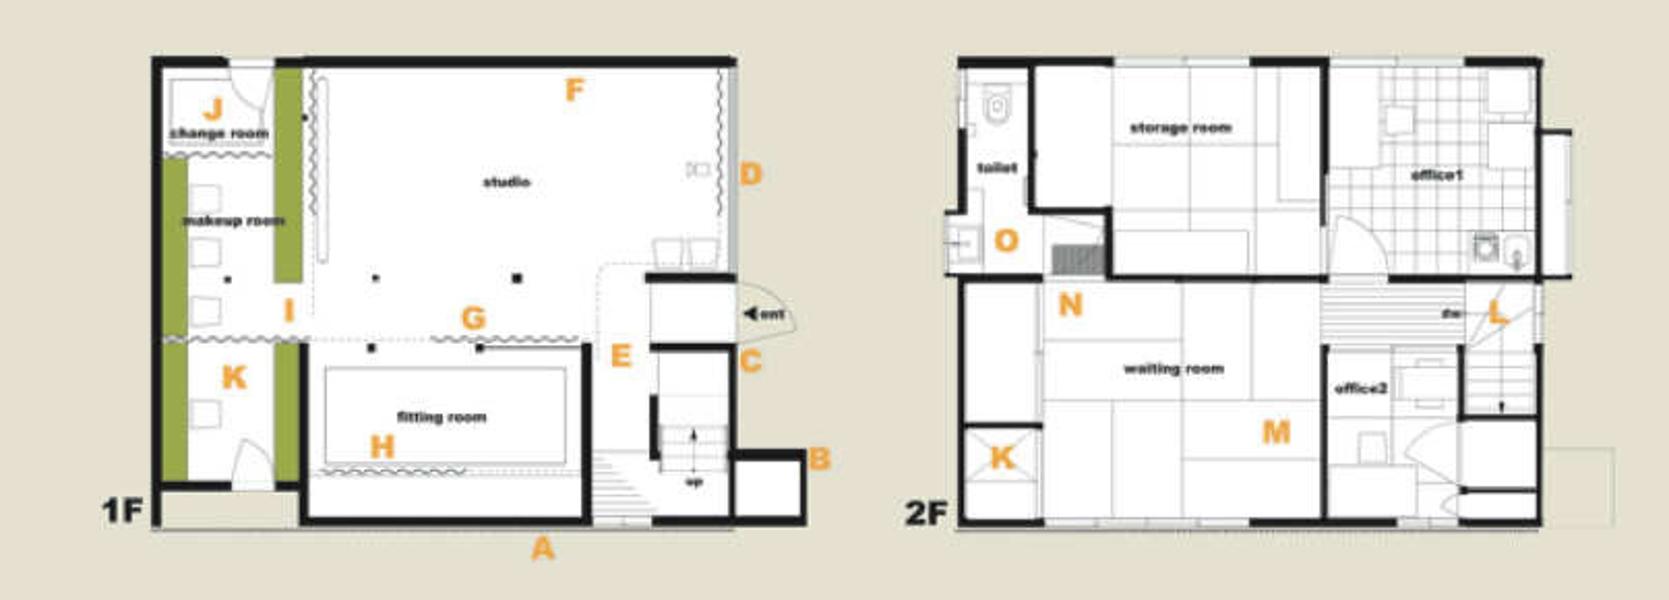 F
J
change room
D
studio
makeup room
I
G
ent
E
C
K
fitting room
H
B
up
1F
A
storage room
toilet
office1
O
N
L
dn
waiting room
office2
M
K
2F